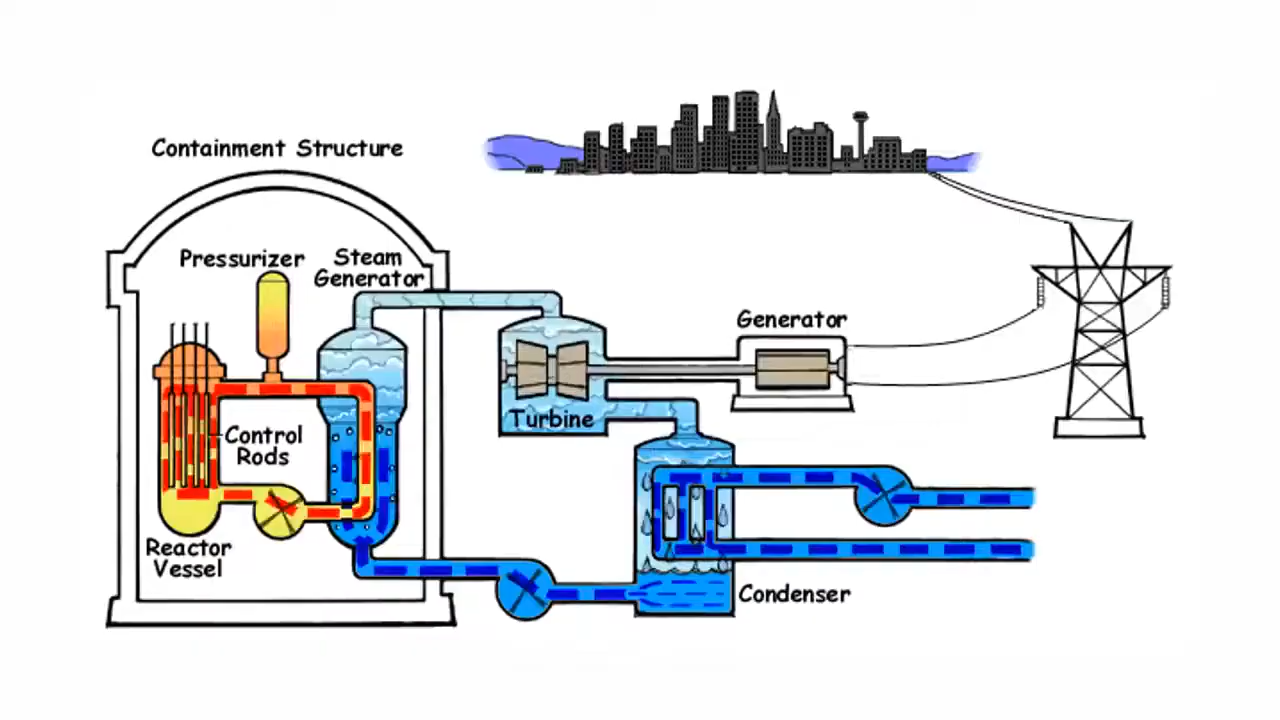 Containment Structure
Pressurizer
Steam
Generator
Generator
Turbine
Control
Rods
Reactor
Vessel
Condenser